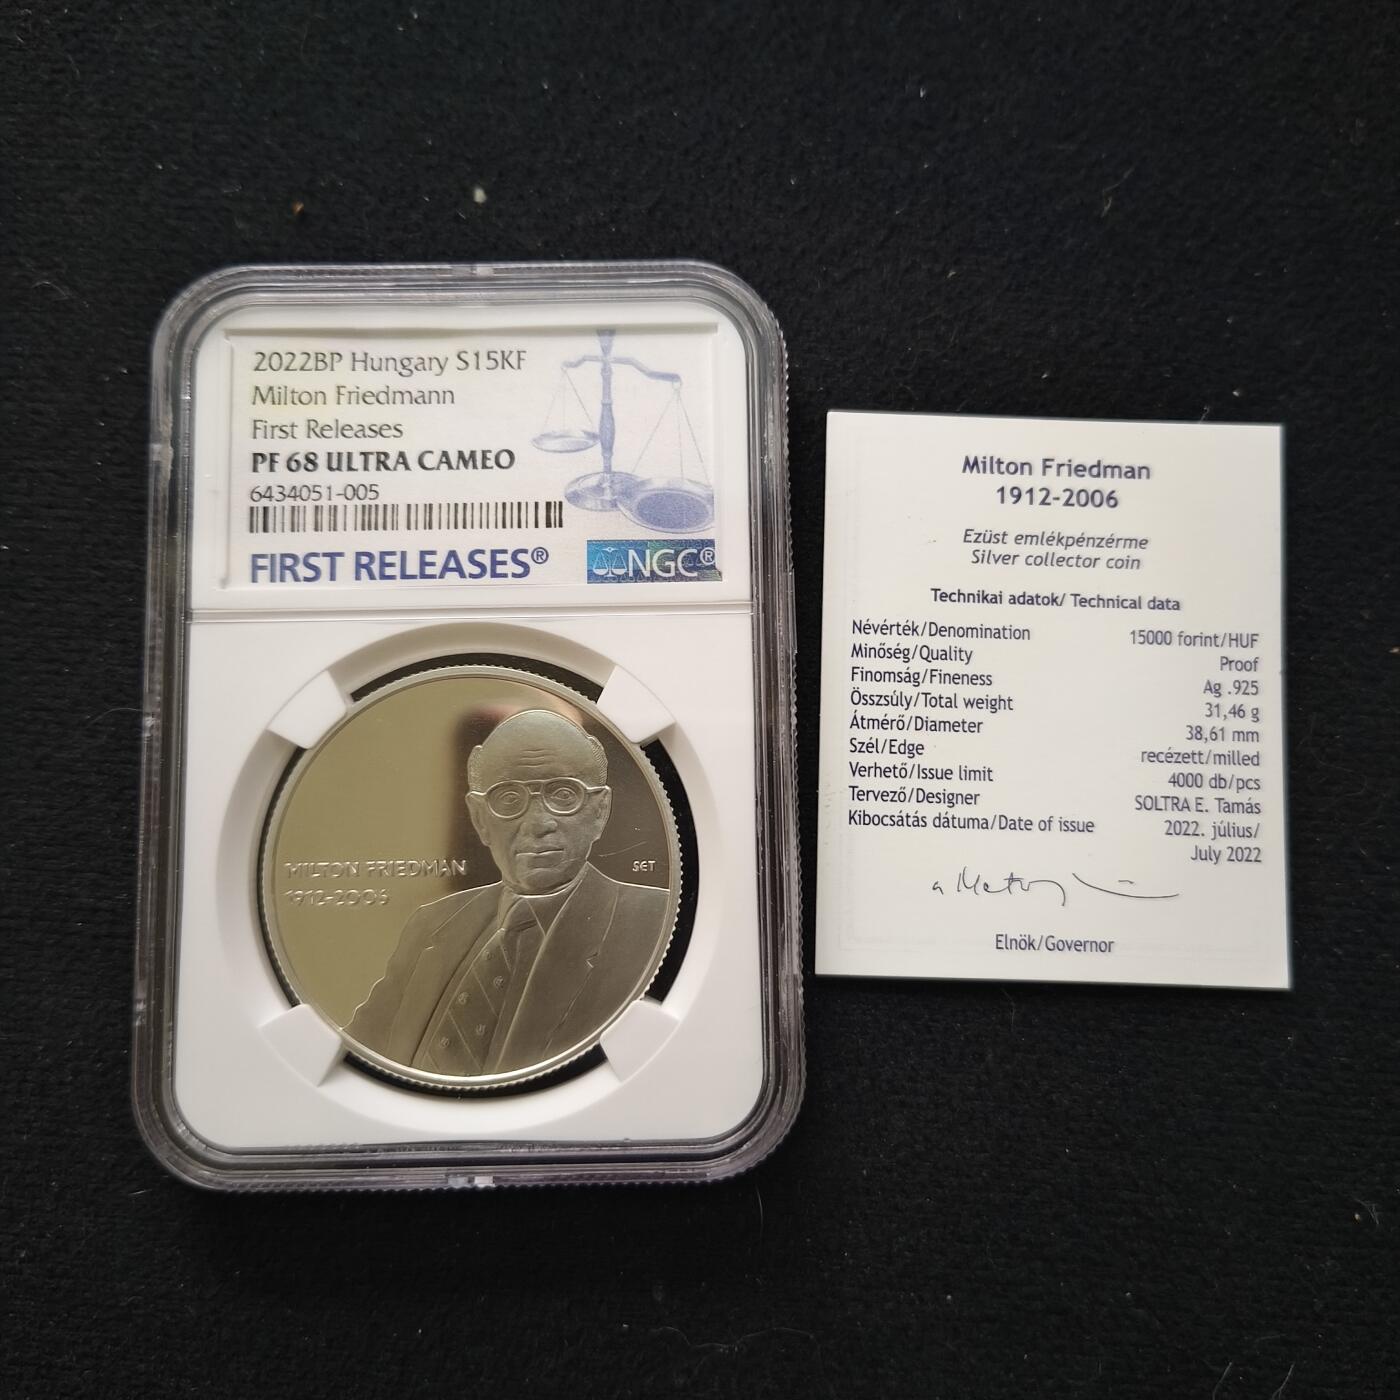 2022BP Hungary S15KF
Milton Friedmann
First Releases
PF 68 ULTRA CAMEO
6434051-005
FIRST RELEASES®
NGC®
MILTON FRIEDMAN
1912-2006
SET
Milton Friedman
1912-2006
Ezüst emlékpénzérme
Silver collector coin
Technikai adatok/ Technical data
Névérték/Denomination 15000 forint/HUF
Minőség/Quality Proof
Finomság/Fineness Ag .925
Összsúly/Total weight 31,46 g
Átmérő/Diameter 38,61 mm
Szél/Edge recézett/milled
Verhető/Issue limit 4000 db/pcs
Tervező/Designer SOLTRA E. Tamás
Kibocsátás dátuma/Date of issue 2022. július/
July 2022
Elnök/Governor